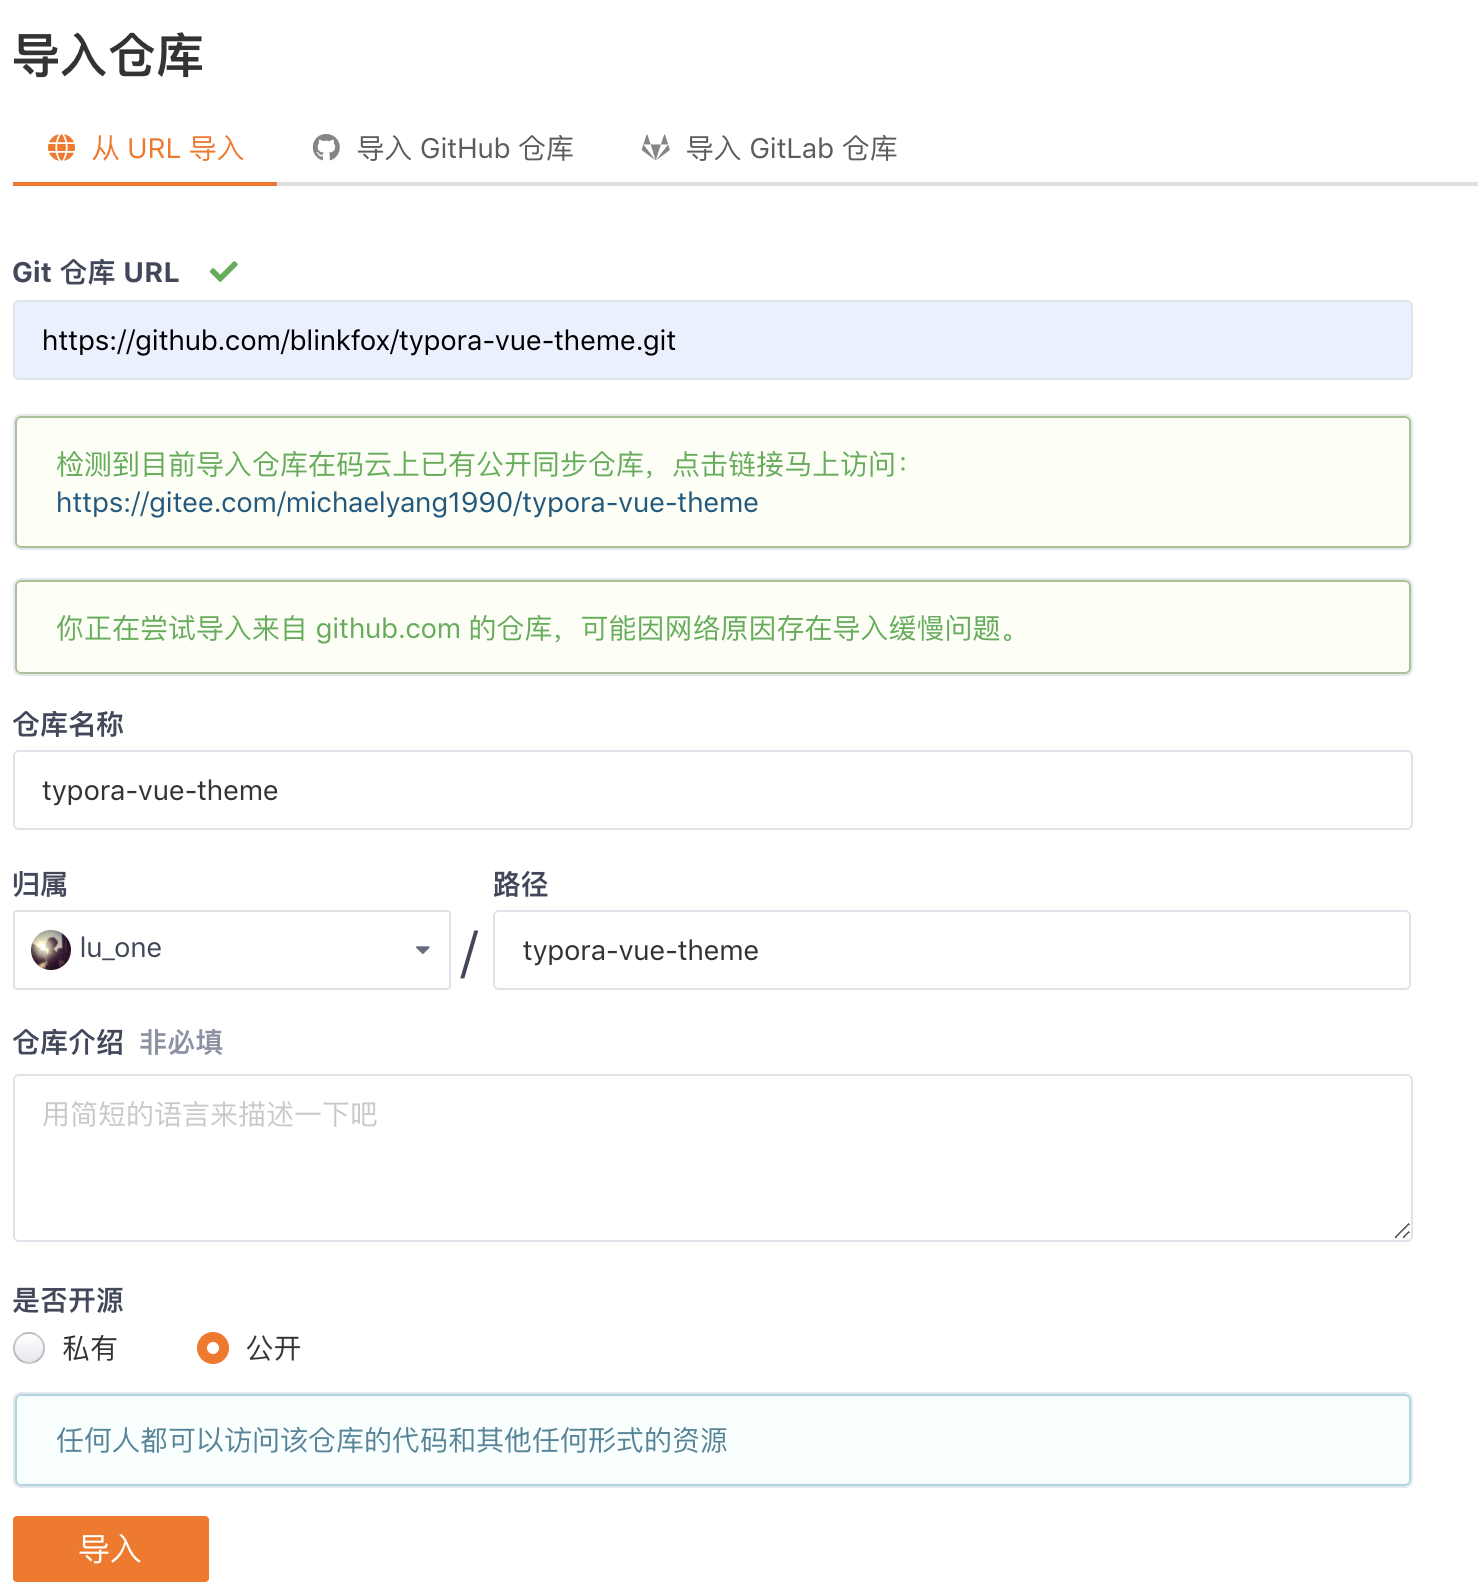 导入仓库
从 URL 导入 导入 GitHub 仓库 导入 GitLab 仓库
Git 仓库 URL
https://github.com/blinkfox/typora-vue-theme.git
检测到目前导入仓库在码云上已有公开同步仓库，点击链接马上访问：
https://gitee.com/michaelyang1990/typora-vue-theme
你正在尝试导入来自 github.com 的仓库，可能因网络原因存在导入缓慢问题。
仓库名称
typora-vue-theme
归属 路径
lu_one / typora-vue-theme
仓库介绍 非必填
用简短的语言来描述一下吧
是否开源
私有 公开
任何人都可以访问该仓库的代码和其他任何形式的资源
导入